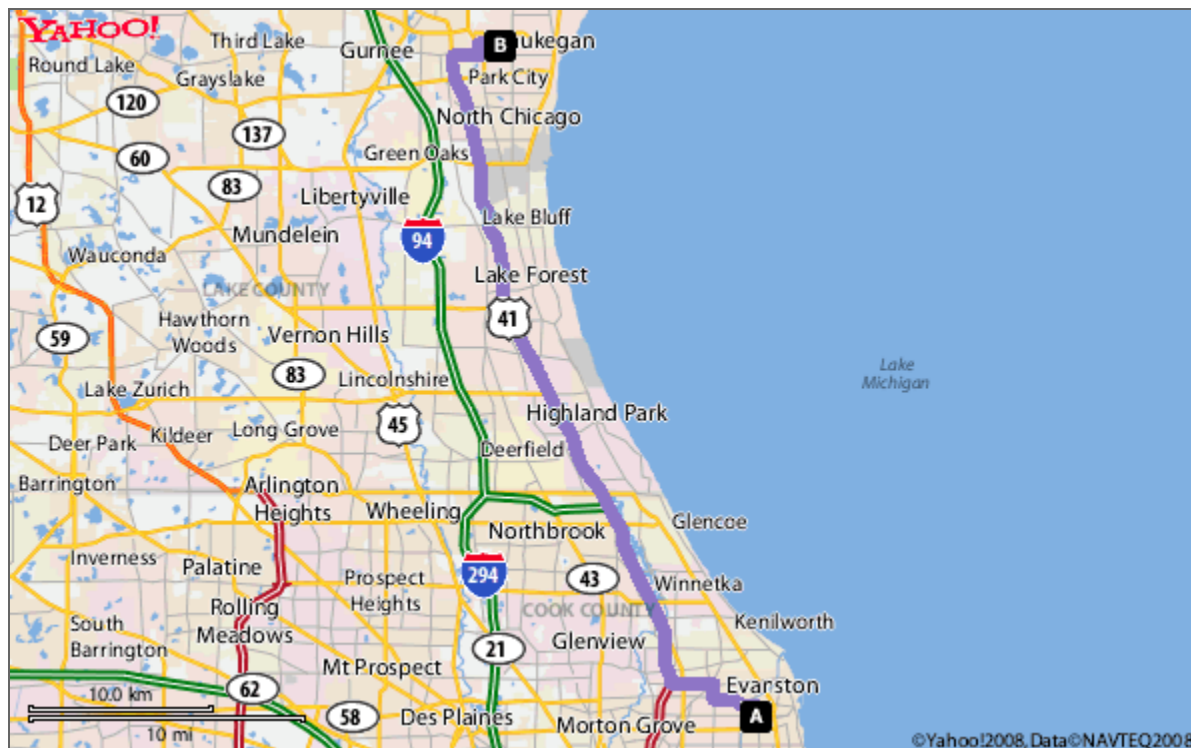 YAHOO!
Third Lake
Gurnee
B
ukegan
Round Lake
Grayslake
Park City
120
137
North Chicago
60
Green Oaks
83
Libertyville
12
Lake Bluff
Mundelein
94
Wauconda
Lake Forest
LAKE COUNTY
Hawthorn
Woods
41
59
Vernon Hills
Lake
Michigan
83
Lincolnshire
Lake Zurich
45
Highland Park
Deer Park
Kildeer
Long Grove
Deerfield
Barrington
Arlington
Heights
Wheeling
Northbrook
Glencoe
Inverness
Palatine
Prospect
Heights
294
43
Winnetka
Rolling
Meadows
COOK COUNTY
South
Barrington
Kenilworth
21
Glenview
Mt Prospect
62
Evanston
10.0 km
58
Des Plaines
A
Morton Grove
10 mi
©Yahoo!2008, Data©NAVTEQ2008